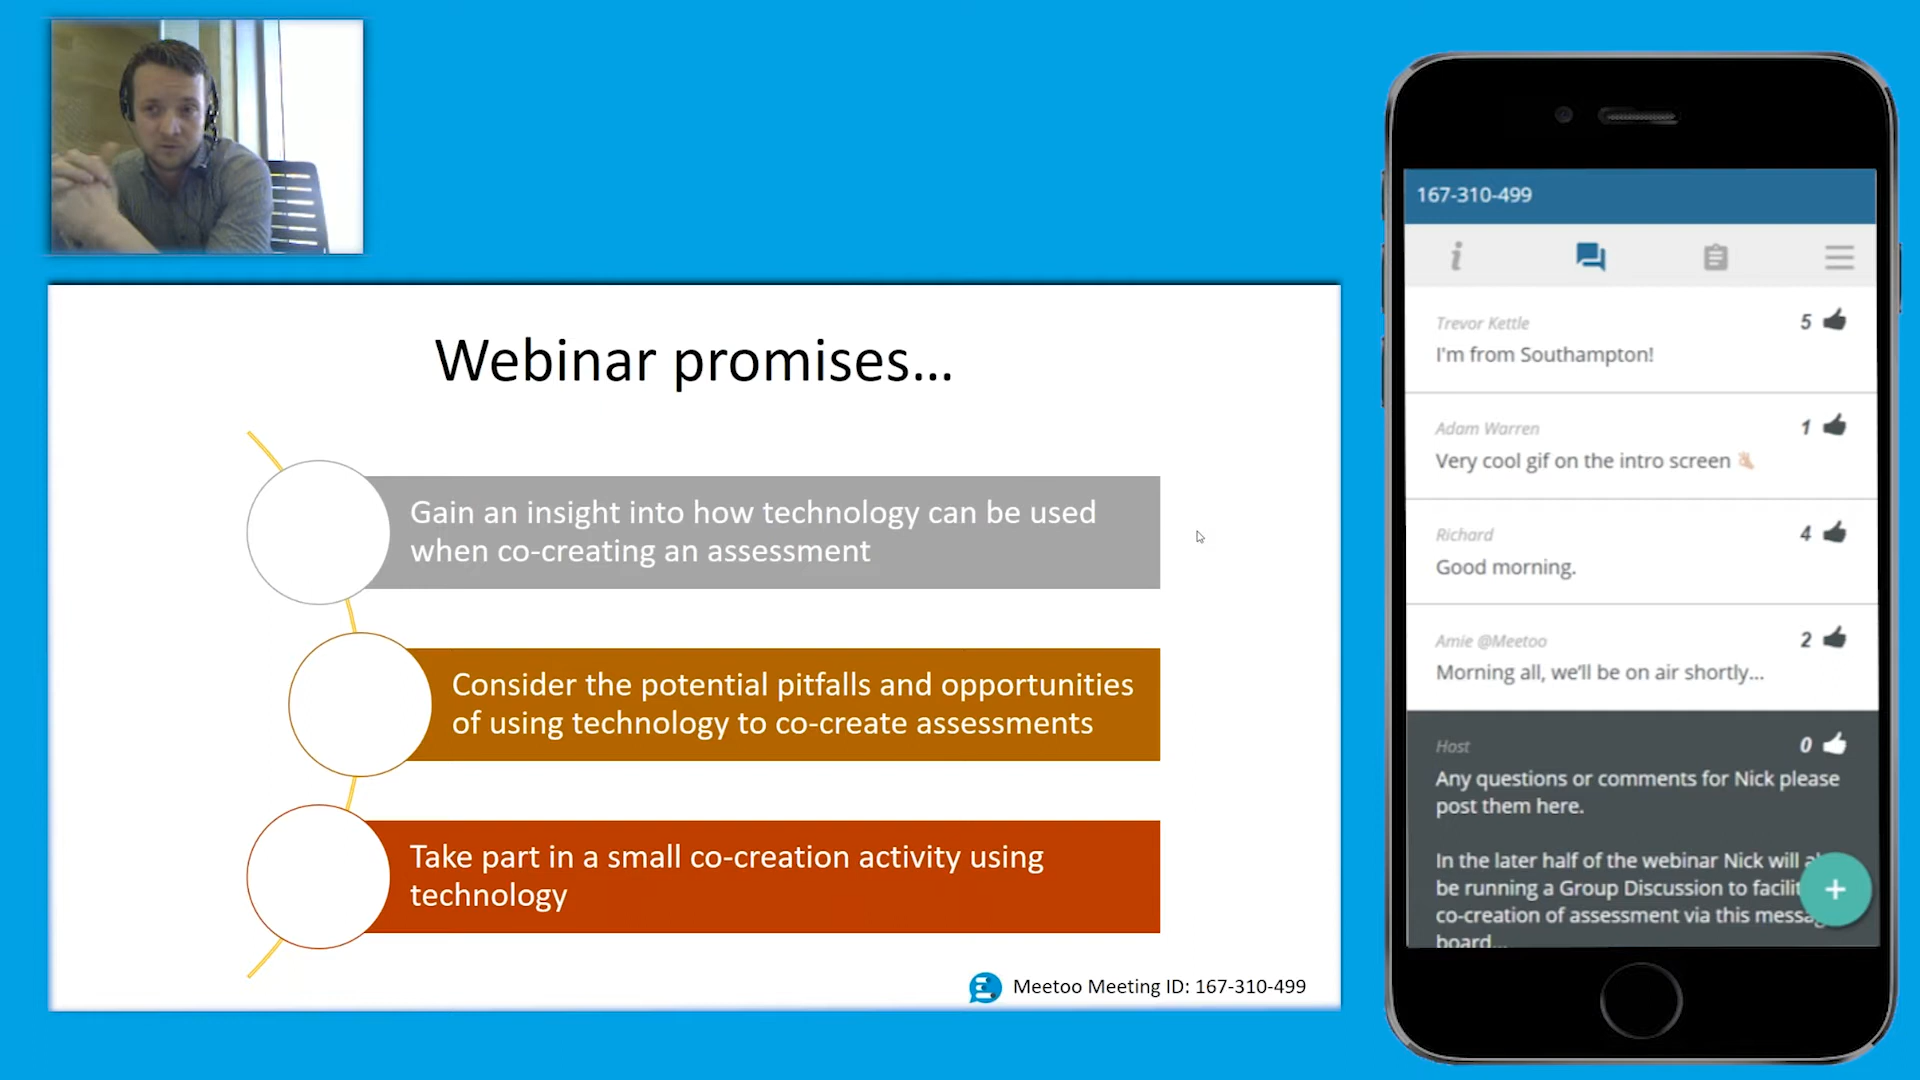 Webinar promises...
Gain an insight into how technology can be used
when co-creating an assessment
Consider the potential pitfalls and opportunities
of using technology to co-create assessments
Take part in a small co-creation activity using
technology
Meetoo Meeting ID: 167-310-499
167-310-499
Trevor Kettle
5
I'm from Southampton!
Adam Warren
1
Very cool gif on the intro screen 👌🏻
Richard
4
Good morning.
Amie @Meetoo
2
Morning all, we'll be on air shortly...
Host
0
Any questions or comments for Nick please
post them here.
In the later half of the webinar Nick will
be running a Group Discussion to
co-creation of assessment via this
board...